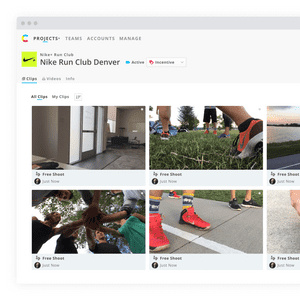 PROJECTS TEAMS ACCOUNTS MANAGE
Nike+ Run Club
Nike Run Club Denver Active Incentive
Clips Videos Info
All Clips My Clips
Free Shoot Free Shoot Free Shoot
Just Now Just Now Just Now
Free Shoot Free Shoot Free Shoot
Just Now Just Now Just Now